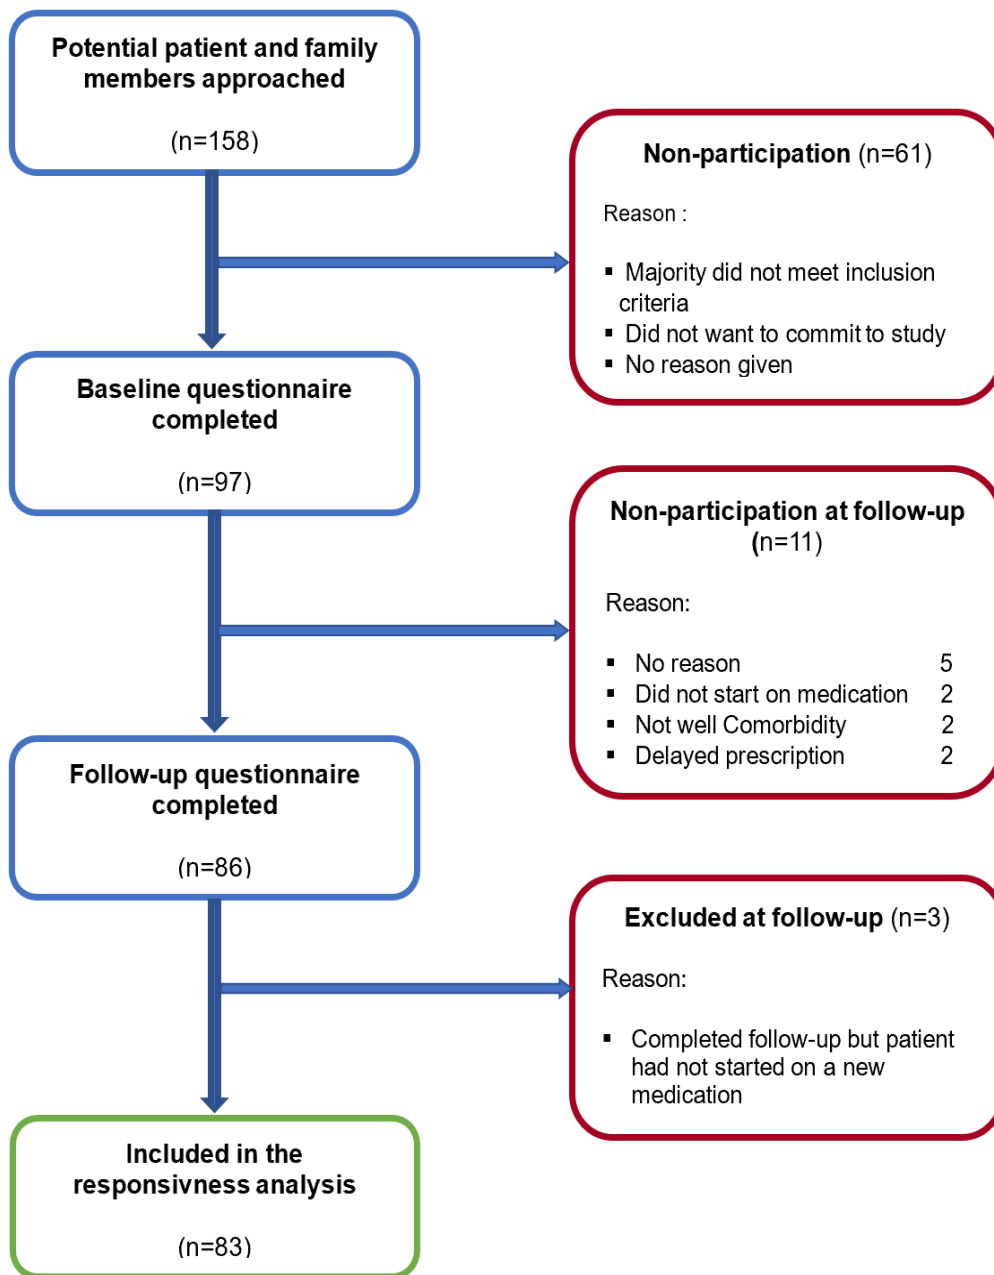 Potential patient and family
members approached
(n=158)
Non-participation (n=61)
Reason :
▪ Majority did not meet inclusion
criteria
▪ Did not want to commit to study
▪ No reason given
Baseline questionnaire
completed
(n=97)
Non-participation at follow-up
(n=11)
Reason:
▪ No reason 5
▪ Did not start on medication 2
▪ Not well Comorbidity 2
▪ Delayed prescription 2
Follow-up questionnaire
completed
(n=86)
Excluded at follow-up (n=3)
Reason:
▪ Completed follow-up but patient
had not started on a new
medication
Included in the
responsivness analysis
(n=83)